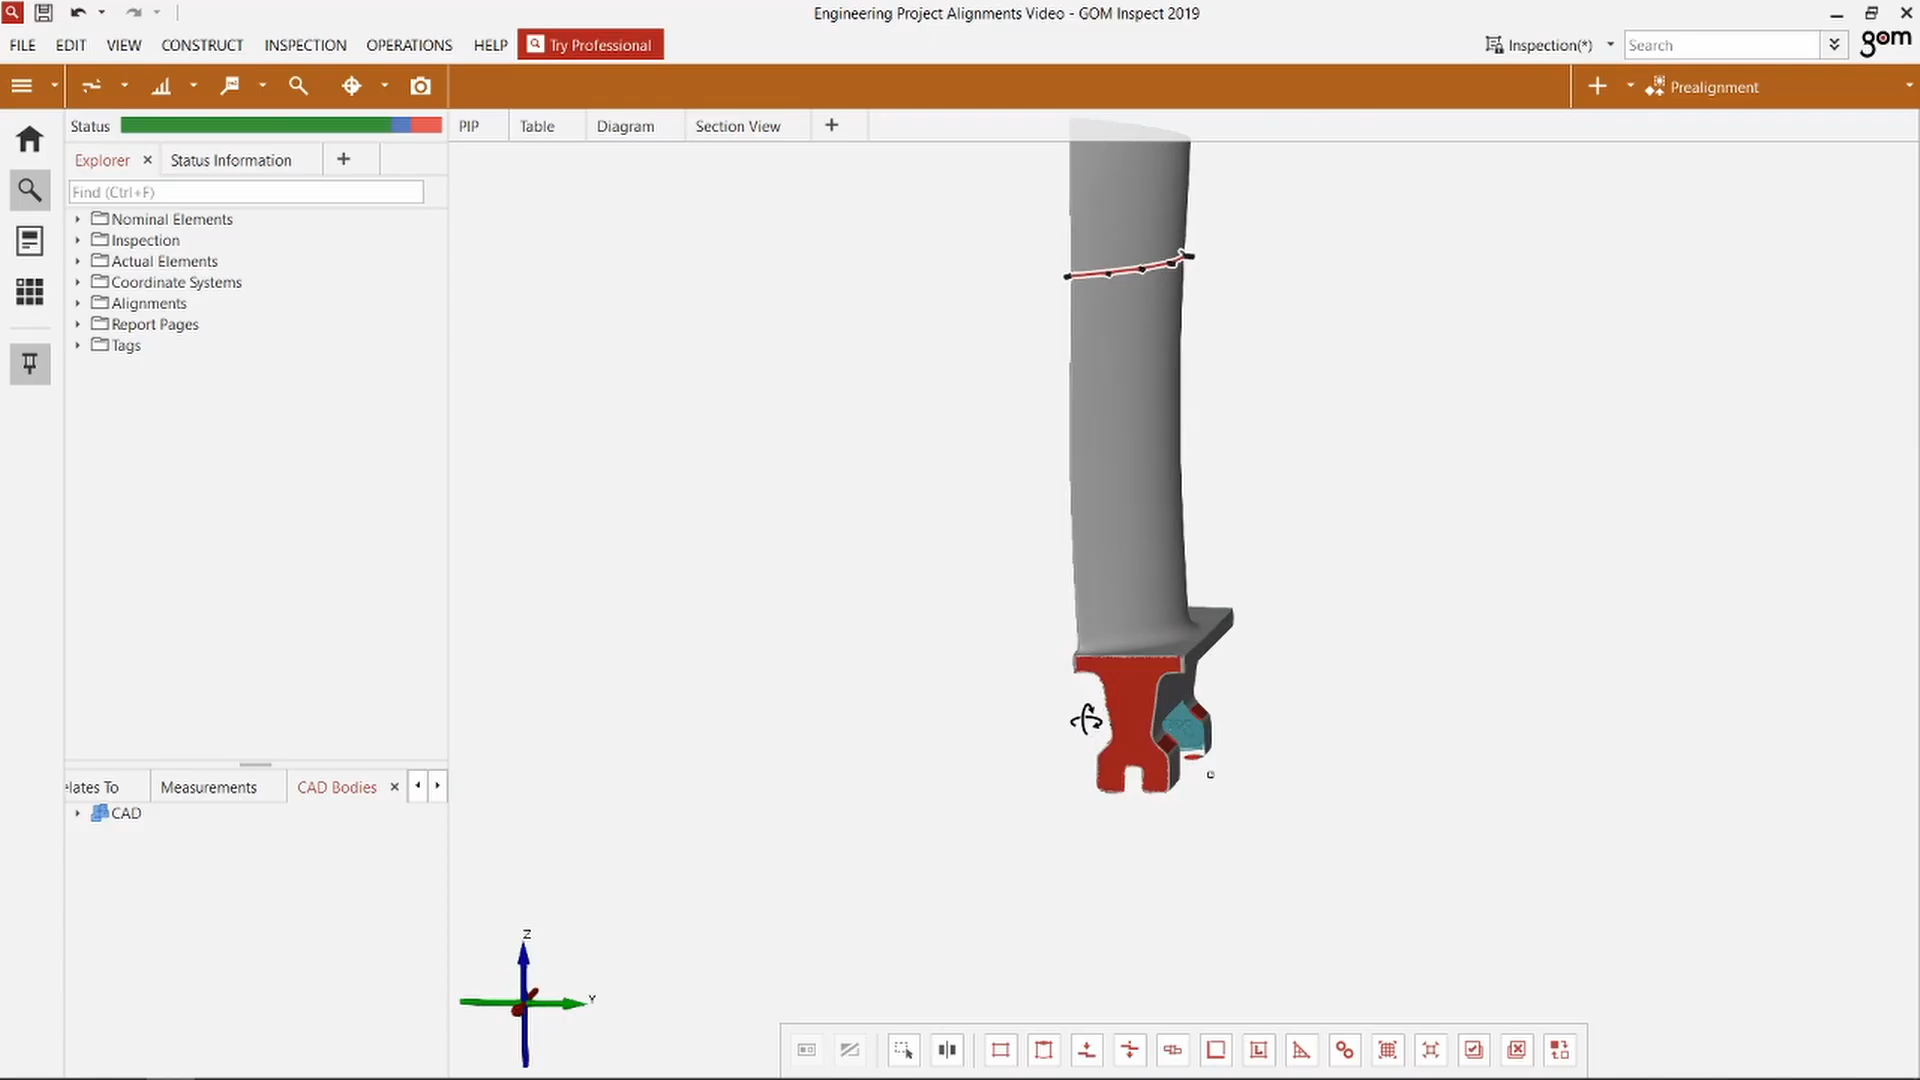 Engineering Project Alignments Video - GOM Inspect 2019
FILE EDIT VIEW CONSTRUCT INSPECTION OPERATIONS HELP Try Professional Inspection(*) Search gom
Prealignment
Status PIP Table Diagram Section View
Explorer Status Information
Find (Ctrl+F)
Nominal Elements
Inspection
Actual Elements
Coordinate Systems
Alignments
Report Pages
Tags
elates To Measurements CAD Bodies
CAD
Z
Y